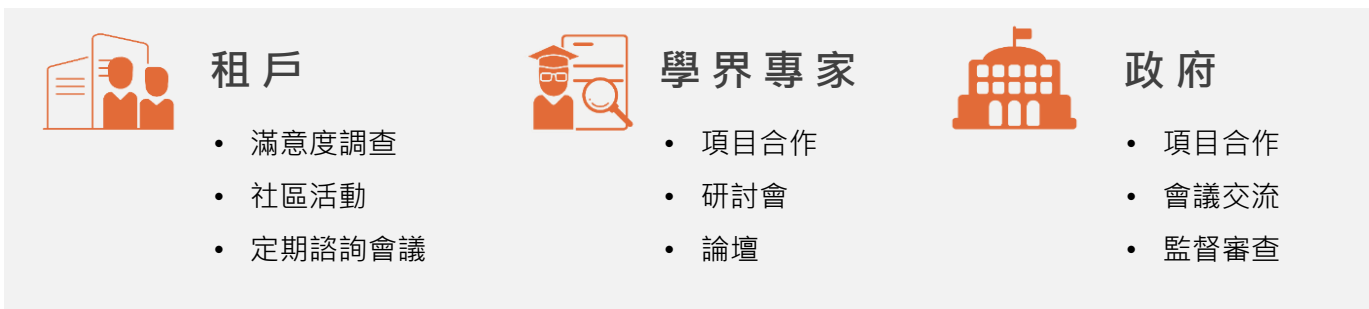 租戶
• 滿意度調查
• 社區活動
• 定期諮詢會議
學界專家
• 項目合作
• 研討會
• 論壇
政府
• 項目合作
• 會議交流
• 監督審查